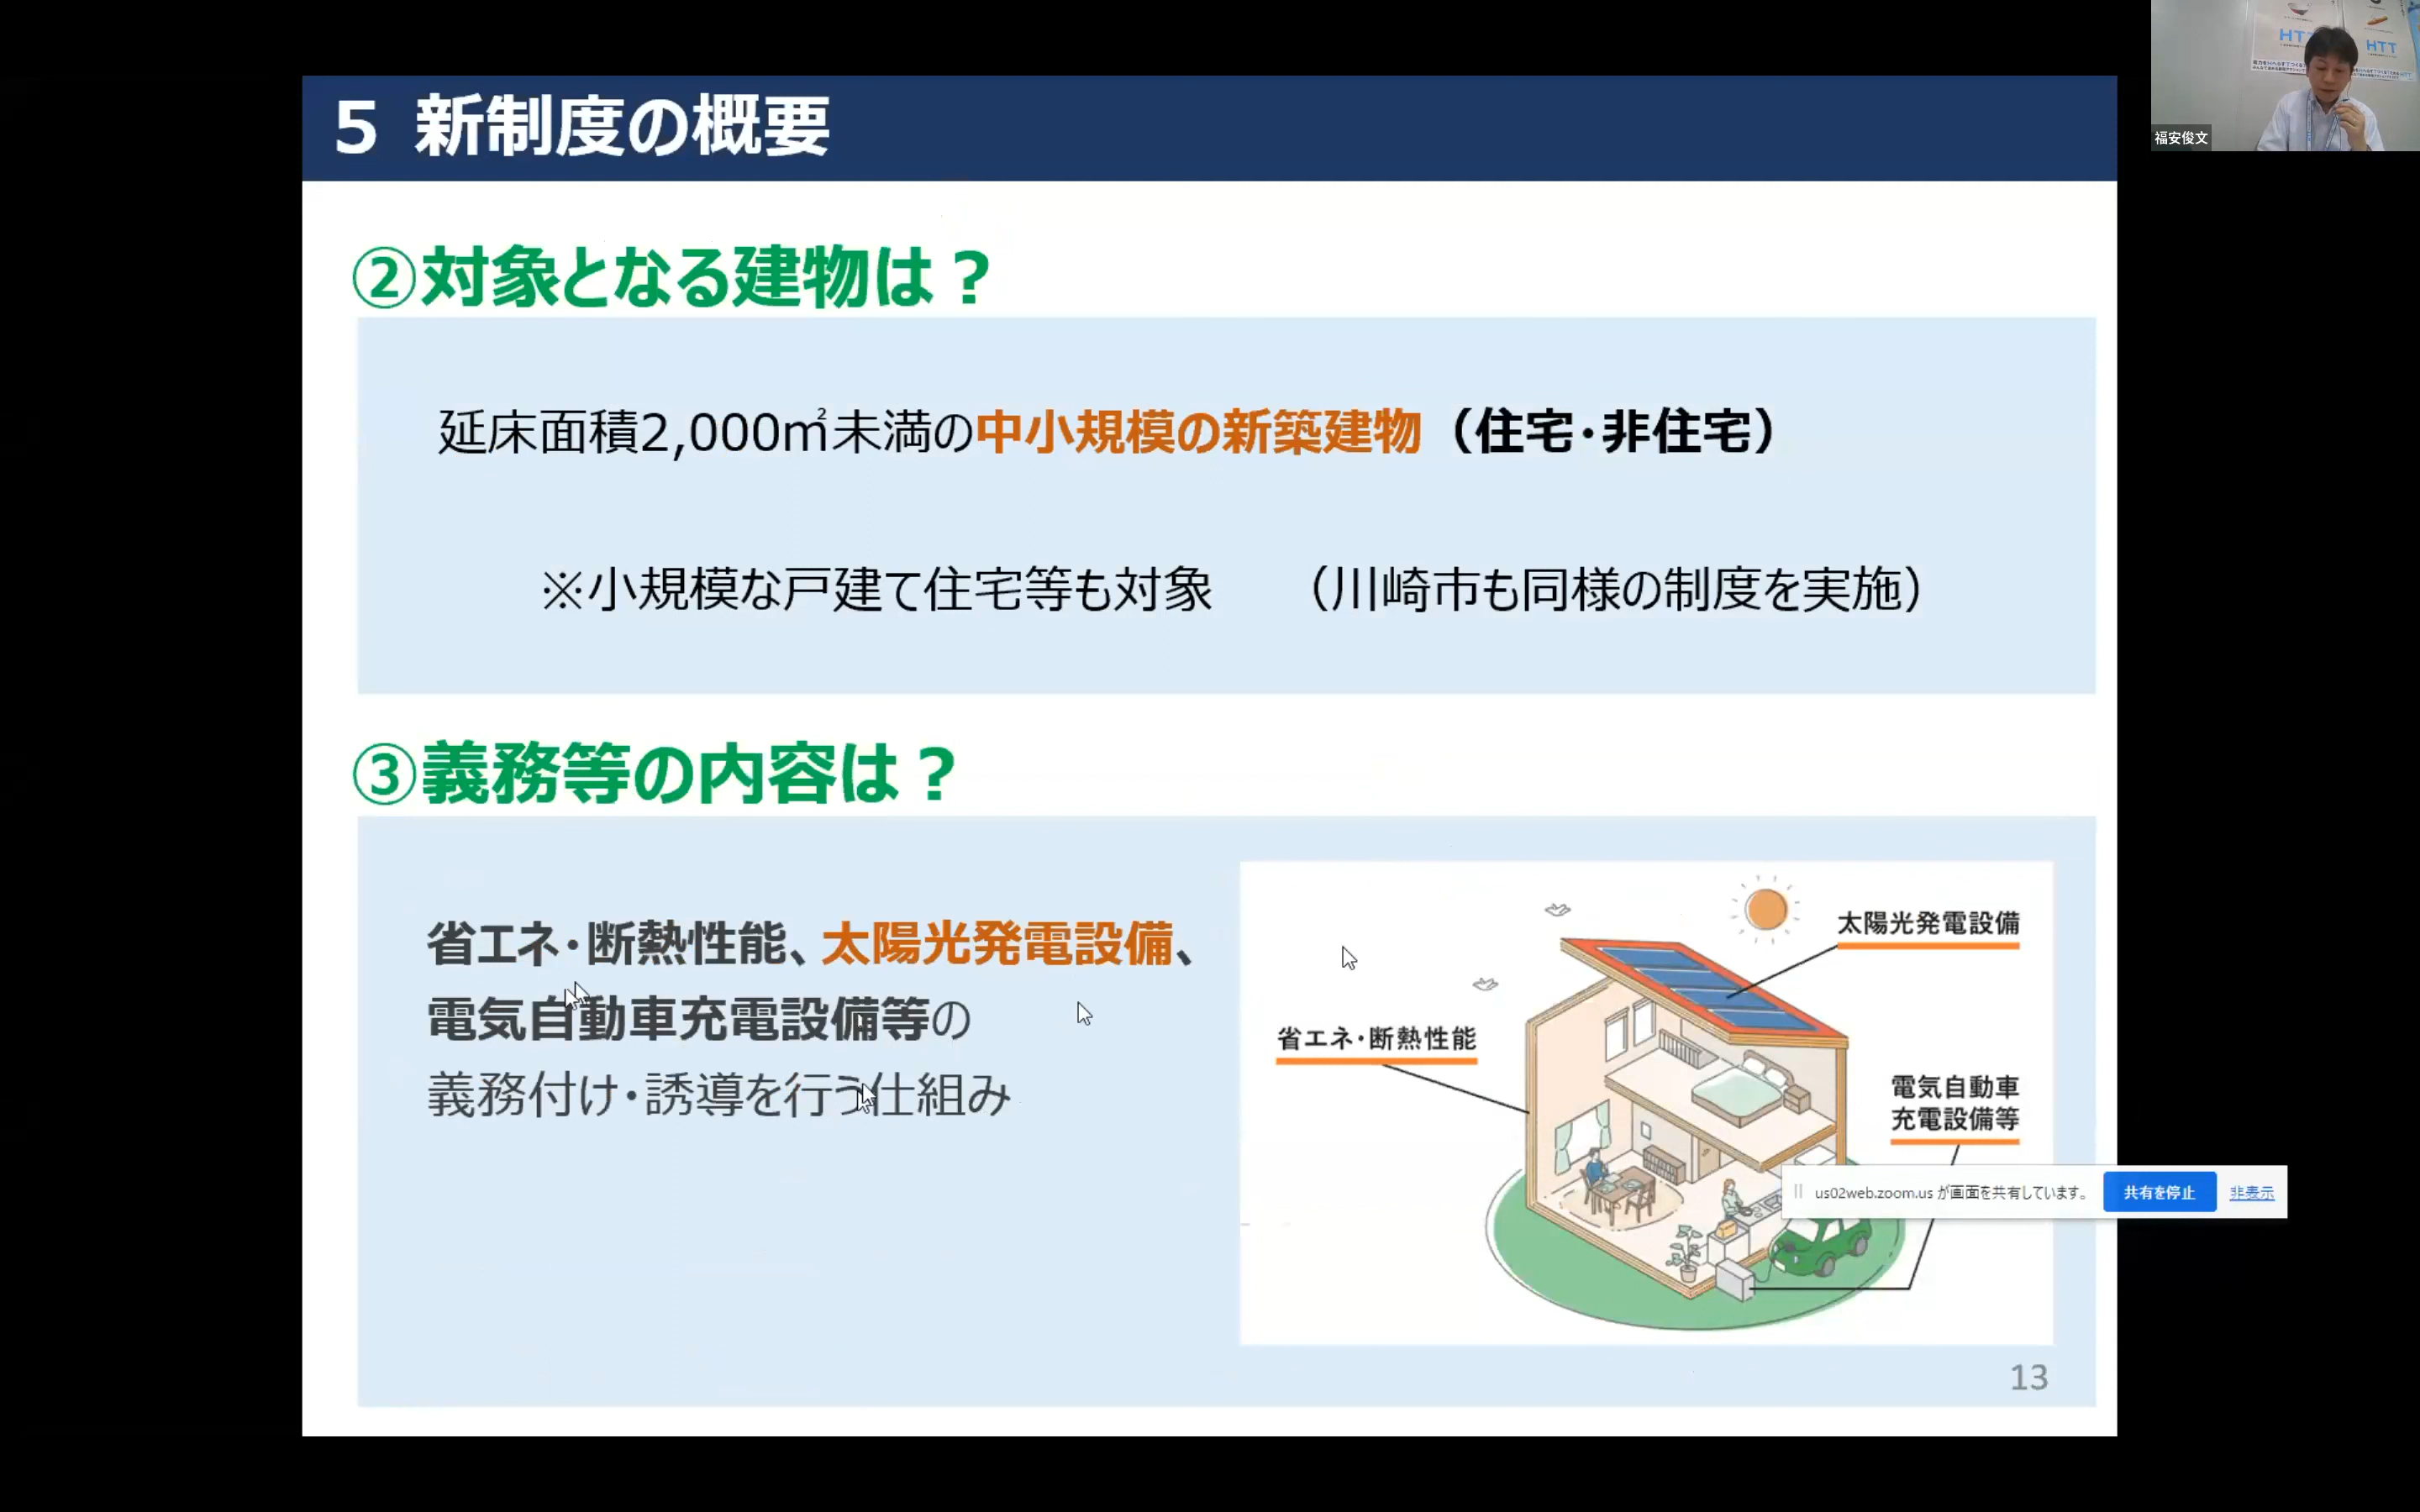 5 新制度の概要
②対象となる建物は？
延床面積2,000㎡未満の中小規模の新築建物（住宅・非住宅）
※小規模な戸建て住宅等も対象　（川崎市も同様の制度を実施）
③義務等の内容は？
省エネ・断熱性能、太陽光発電設備、
電気自動車充電設備等の
義務付け・誘導を行う仕組み
太陽光発電設備
省エネ・断熱性能
電気自動車
充電設備等
us02web.zoom.us が画面を共有しています。
共有を停止
非表示
13
HTT
福安俊文